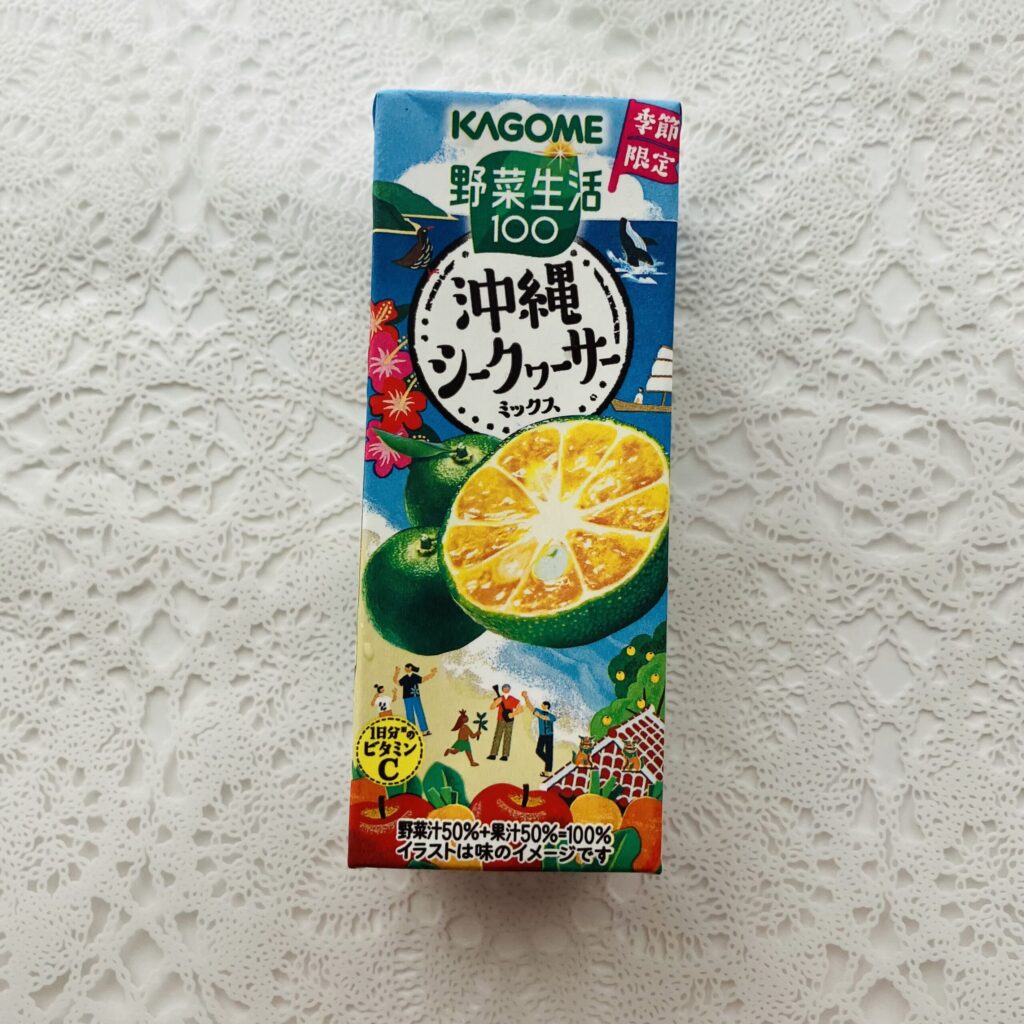 KAGOME
季節
限定
野菜生活
100
沖縄
シークヮーサー
ミックス
1日分※の
ビタミン
C
野菜汁50%+果汁50%=100%
イラストは味のイメージです